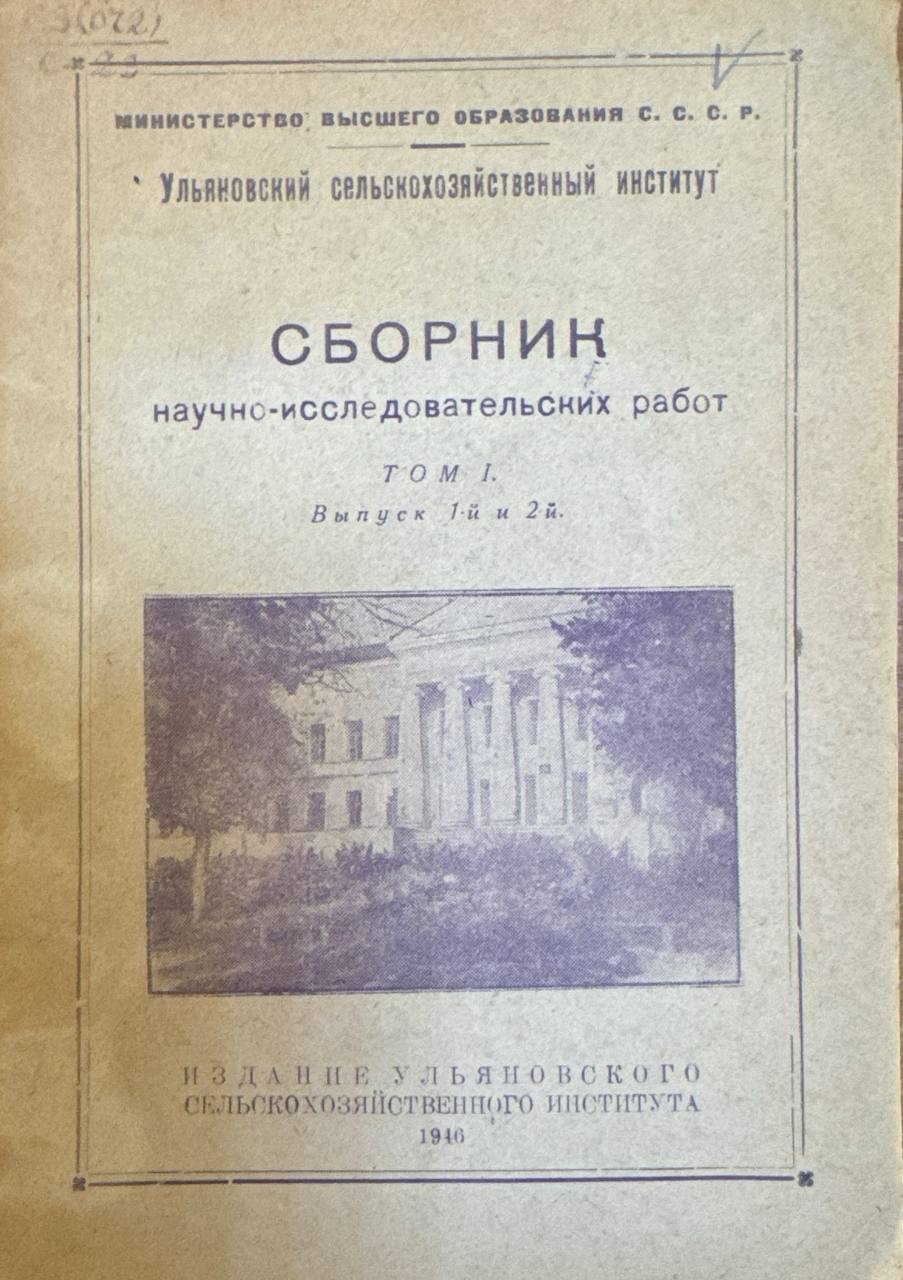 МИНИСТЕРСТВО ВЫСШЕГО ОБРАЗОВАНИЯ С. С. С. Р.
Ульяновский сельскохозяйственный институт
СБОРНИК
научно-исследовательских работ
ТОМ I.
Выпуск 1-й и 2-й.
ИЗДАНИЕ УЛЬЯНОВСКОГО
СЕЛЬСКОХОЗЯЙСТВЕННОГО ИНСТИТУТА
1946